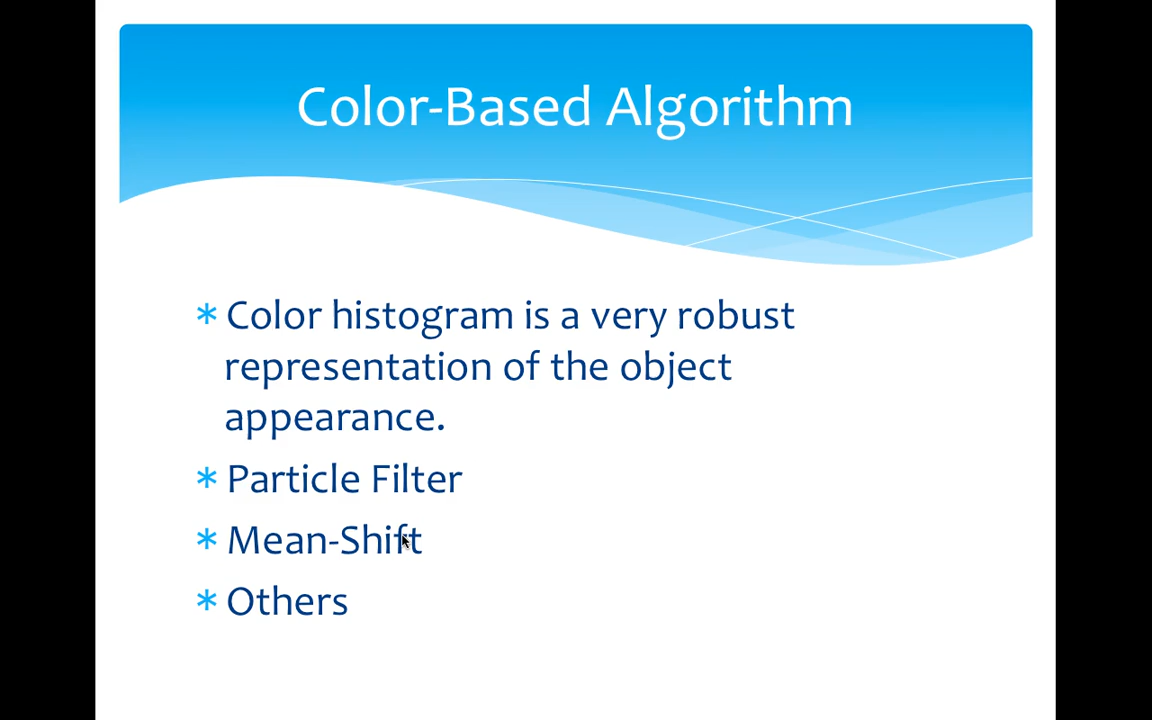 Color-Based Algorithm
* Color histogram is a very robust
representation of the object
appearance.
* Particle Filter
* Mean-Shift
* Others